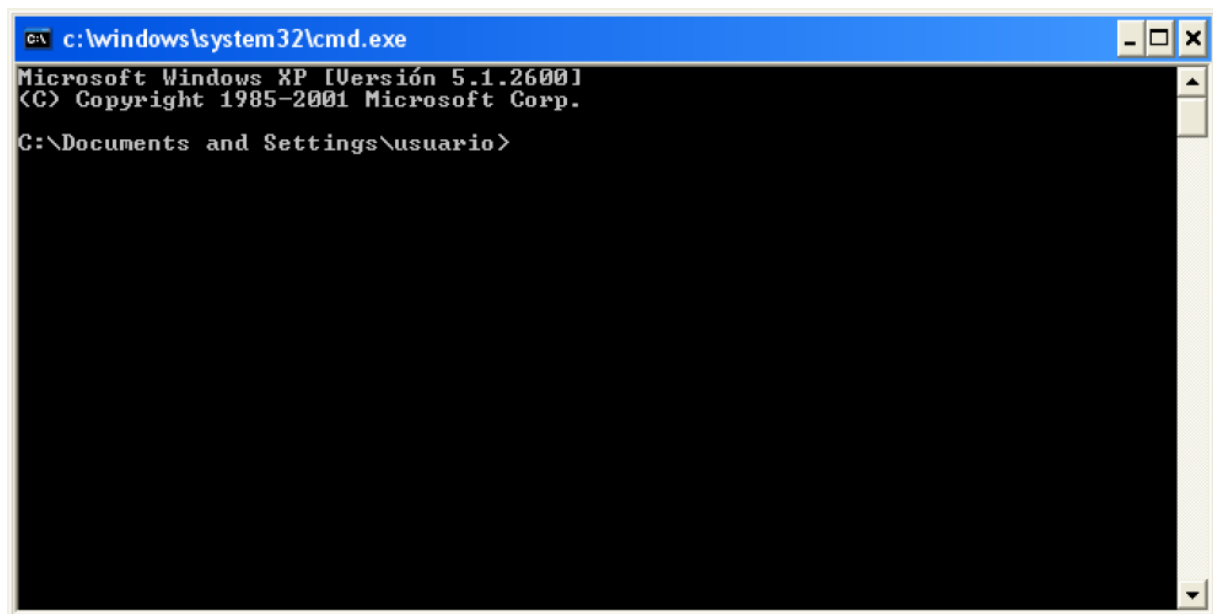 c:\windows\system32\cmd.exe
Microsoft Windows XP [Versión 5.1.2600]
(C) Copyright 1985-2001 Microsoft Corp.
C:\Documents and Settings\usuario>